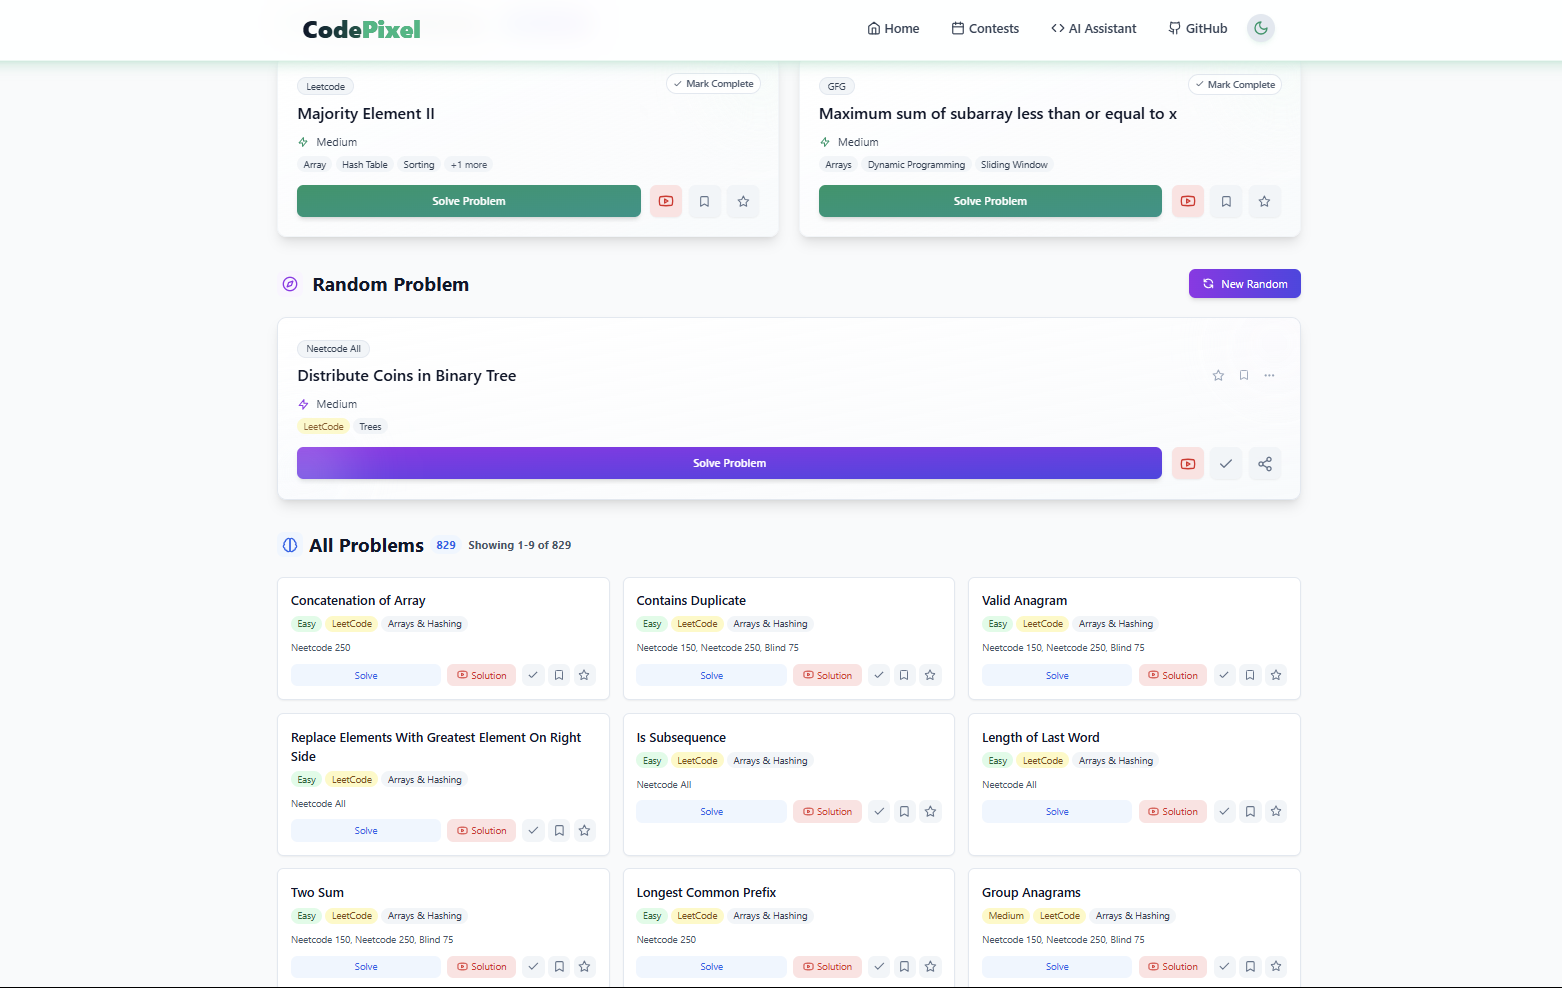 CodePixel
Home
Contests
AI Assistant
GitHub
Leetcode
Mark Complete
Majority Element II
Medium
Array
Hash Table
Sorting
+1 more
Solve Problem
GFG
Mark Complete
Maximum sum of subarray less than or equal to x
Medium
Arrays
Dynamic Programming
Sliding Window
Solve Problem
Random Problem
New Random
Neetcode All
Distribute Coins in Binary Tree
Medium
LeetCode
Trees
Solve Problem
All Problems
829
Showing 1-9 of 829
Concatenation of Array
Easy
LeetCode
Arrays & Hashing
Neetcode 250
Solve
Solution
Contains Duplicate
Easy
LeetCode
Arrays & Hashing
Neetcode 150, Neetcode 250, Blind 75
Solve
Solution
Valid Anagram
Easy
LeetCode
Arrays & Hashing
Neetcode 150, Neetcode 250, Blind 75
Solve
Solution
Replace Elements With Greatest Element On Right
Side
Easy
LeetCode
Arrays & Hashing
Neetcode All
Solve
Solution
Is Subsequence
Easy
LeetCode
Arrays & Hashing
Neetcode All
Solve
Solution
Length of Last Word
Easy
LeetCode
Arrays & Hashing
Neetcode All
Solve
Solution
Two Sum
Easy
LeetCode
Arrays & Hashing
Neetcode 150, Neetcode 250, Blind 75
Solve
Solution
Longest Common Prefix
Easy
LeetCode
Arrays & Hashing
Neetcode 250
Solve
Solution
Group Anagrams
Medium
LeetCode
Arrays & Hashing
Neetcode 150, Neetcode 250, Blind 75
Solve
Solution